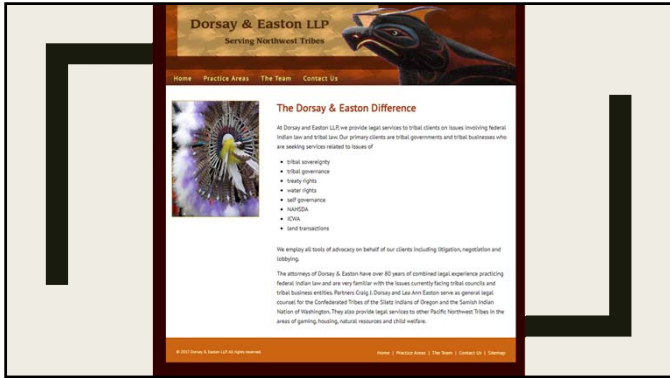 Dorsay & Easton LLP
Serving Northwest Tribes
Home Practice Areas The Team Contact Us
The Dorsay & Easton Difference
At Dorsay and Easton LLP, we provide legal services to tribal clients on issues involving federal
Indian law and tribal law. Our primary clients are tribal governments and tribal businesses who
are seeking services related to issues of
• tribal sovereignty
• tribal governance
• treaty rights
• water rights
• self governance
• NAHSDA
• ICWA
• land transactions
We employ all tools of advocacy on behalf of our clients including litigation, negotiation and
lobbying.
The attorneys of Dorsay & Easton have over 80 years of combined legal experience practicing
federal Indian law and are very familiar with the issues currently facing tribal councils and
tribal business entities. Partners Craig J. Dorsay and Lea Ann Easton serve as general legal
counsel for the Confederated Tribes of the Siletz Indians of Oregon and the Samish Indian
Nation of Washington. They also provide legal services to other Pacific Northwest Tribes in the
areas of gaming, housing, natural resources and child welfare.
© 2017 Dorsay & Easton LLP. All rights reserved.
Home | Practice Areas | The Team | Contact Us | Sitemap